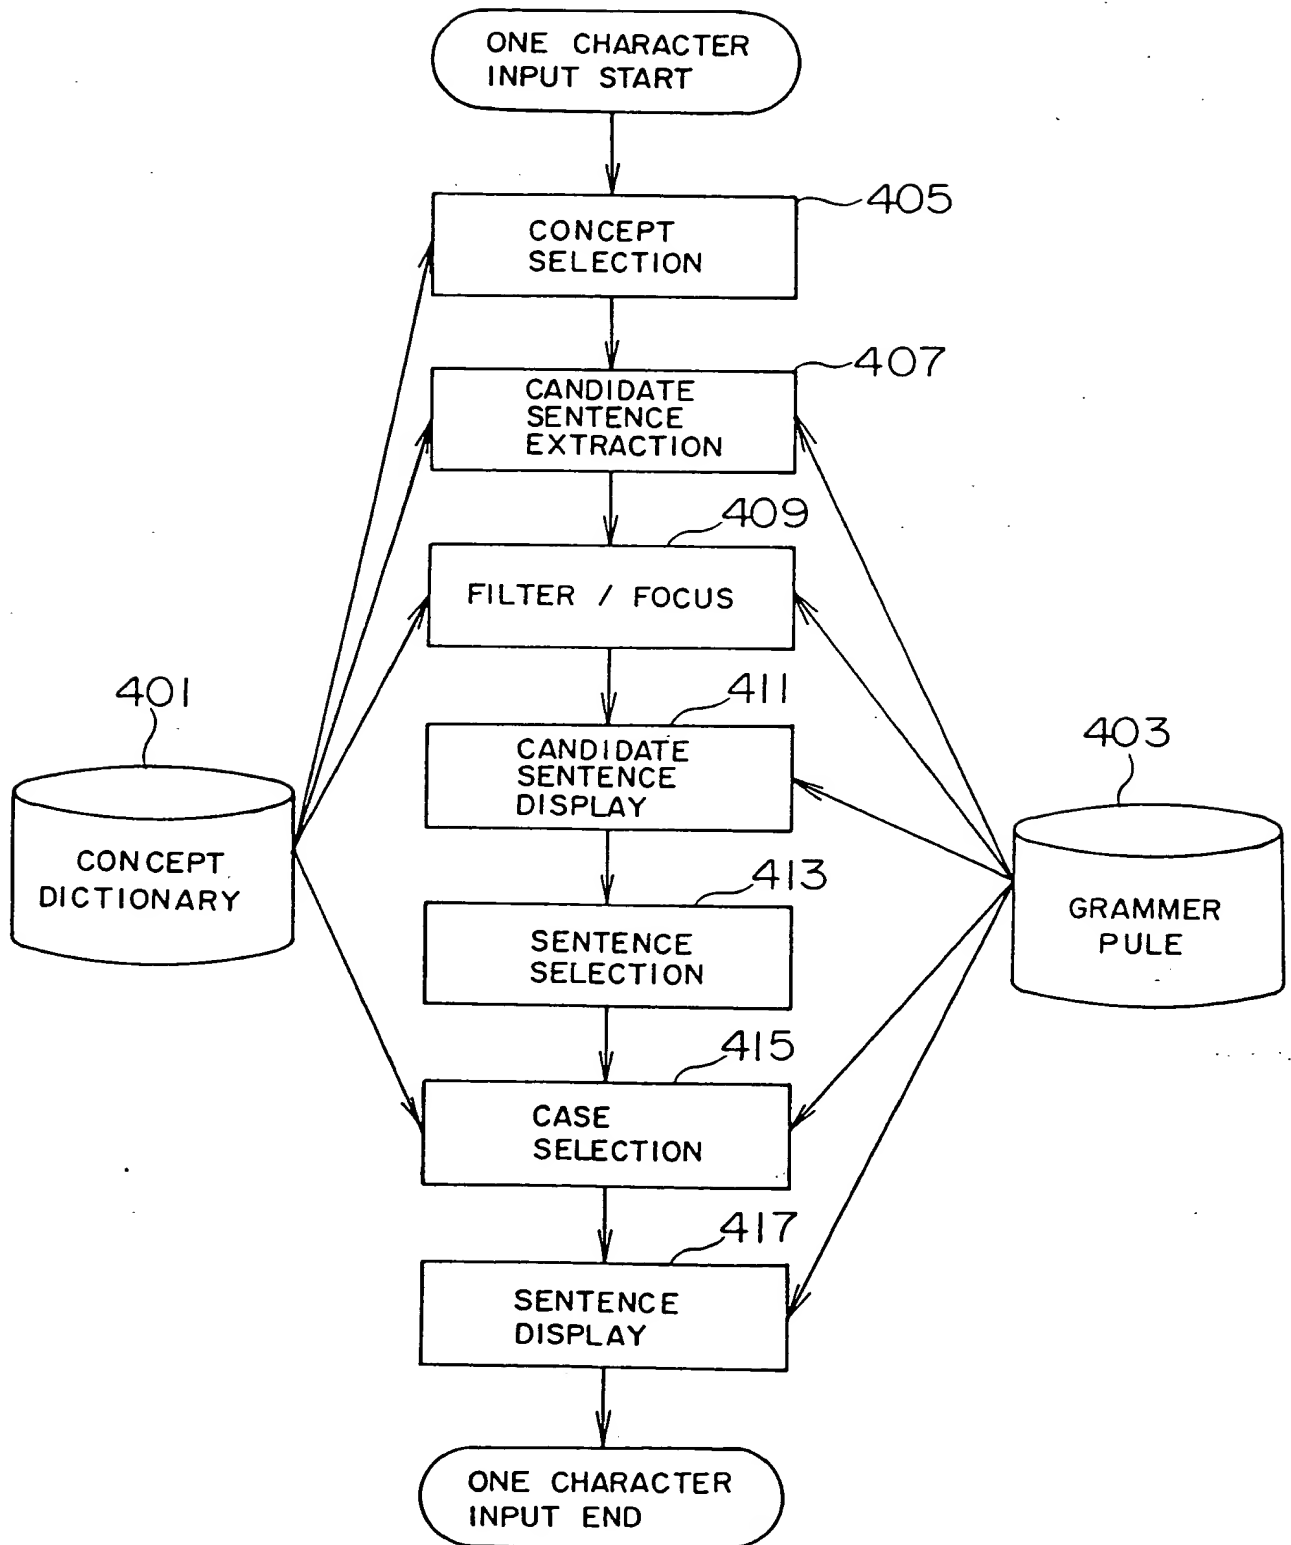 ONE CHARACTER
INPUT START
405
CONCEPT
SELECTION
407
CANDIDATE
SENTENCE
EXTRACTION
409
FILTER / FOCUS
401
CONCEPT
DICTIONARY
411
CANDIDATE
SENTENCE
DISPLAY
403
GRAMMER
PULE
413
SENTENCE
SELECTION
415
CASE
SELECTION
417
SENTENCE
DISPLAY
ONE CHARACTER
INPUT END